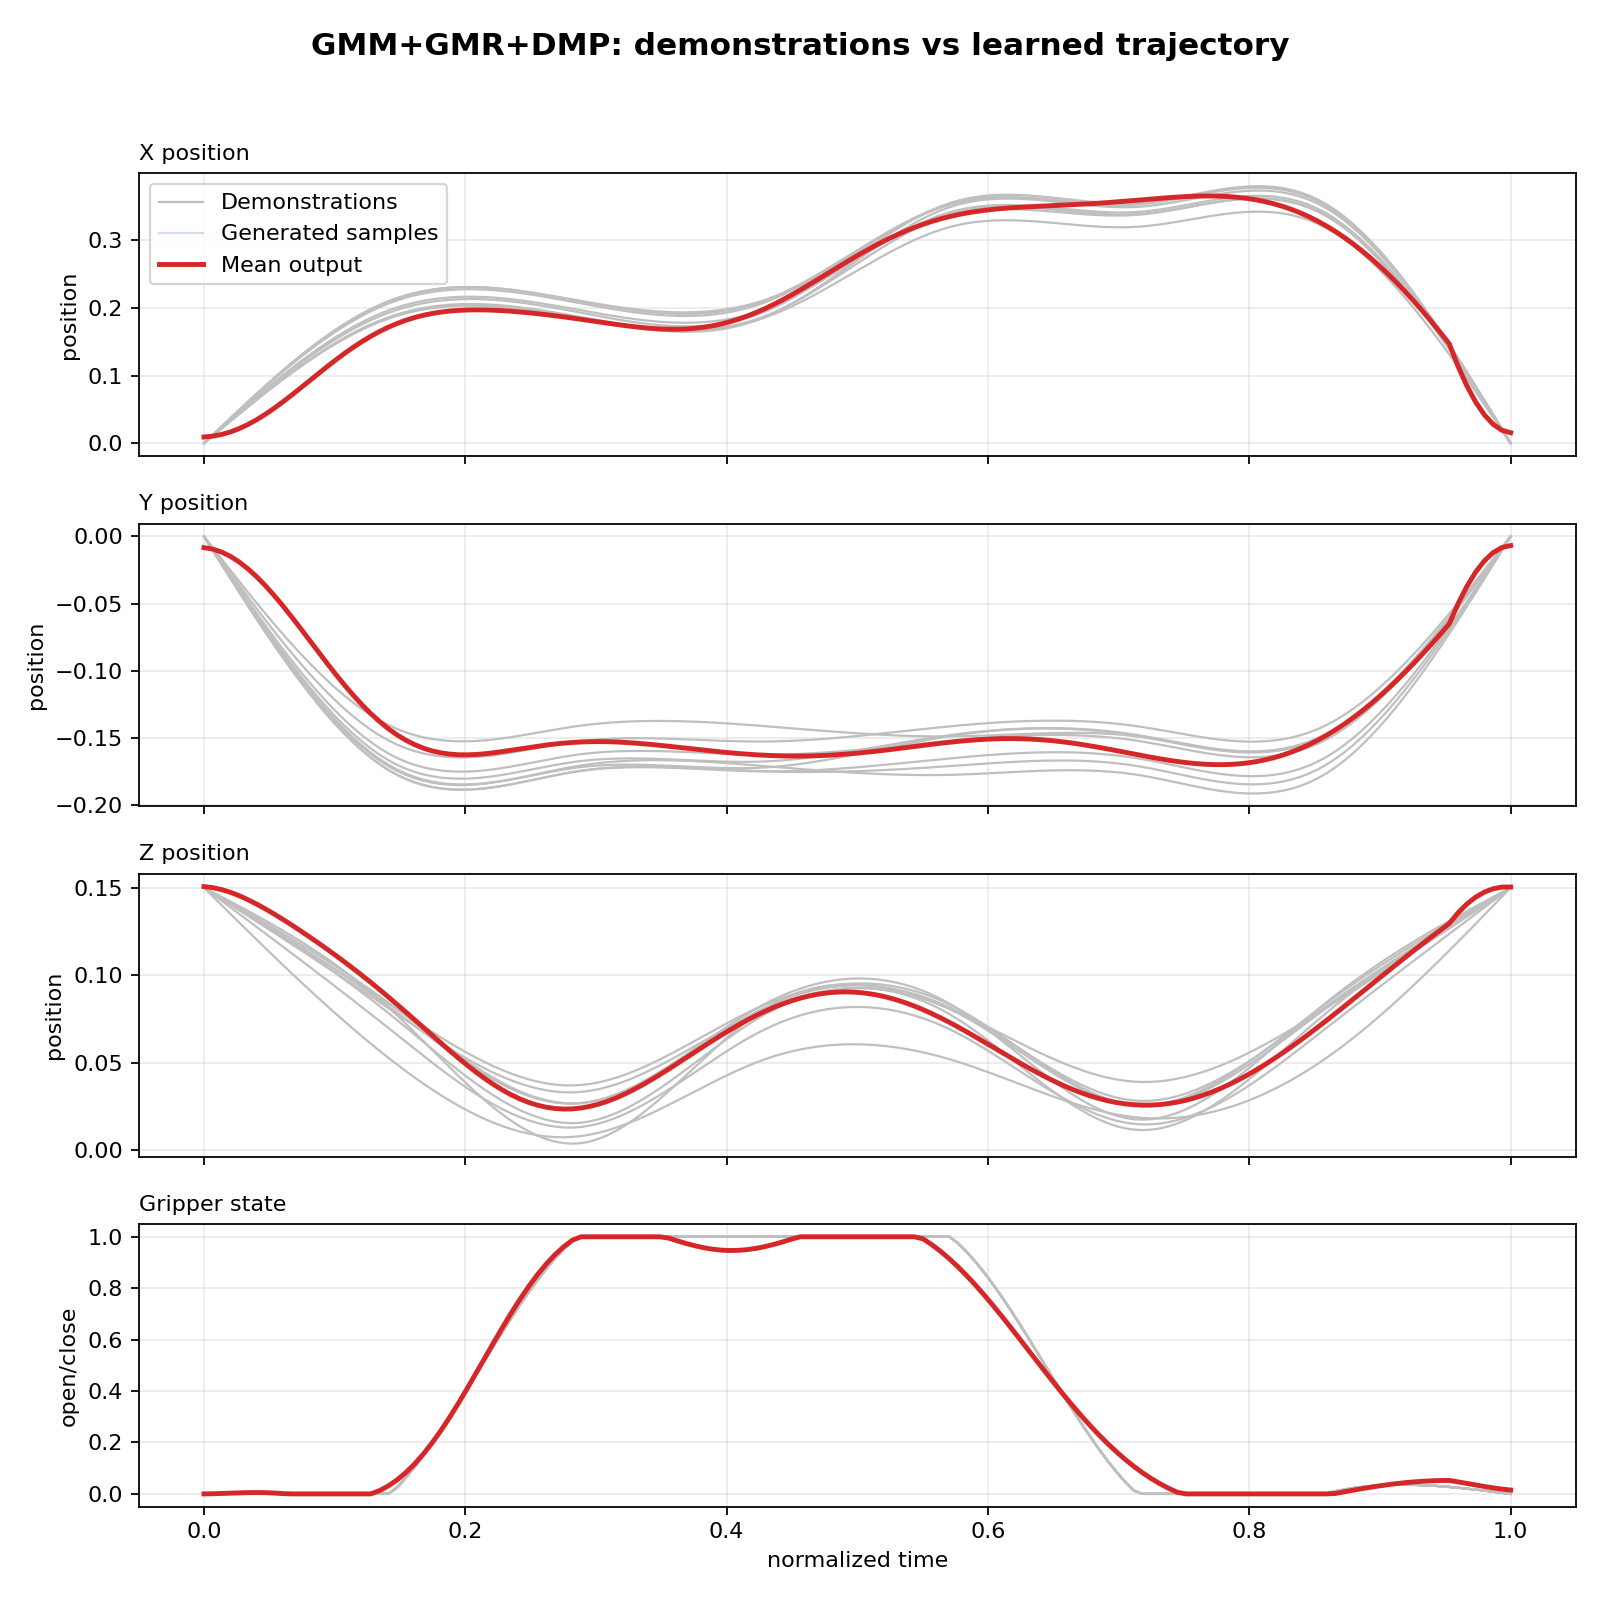 GMM+GMR+DMP: demonstrations vs learned trajectory
X position
Demonstrations
Generated samples
Mean output
position
0.3
0.2
0.1
0.0
Y position
position
0.00
−0.05
−0.10
−0.15
−0.20
Z position
position
0.15
0.10
0.05
0.00
Gripper state
open/close
1.0
0.8
0.6
0.4
0.2
0.0
0.0 0.2 0.4 0.6 0.8 1.0
normalized time